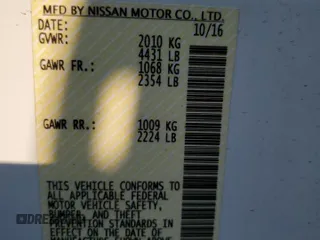 MFD BY NISSAN MOTOR CO., LTD.
DATE: 10/16
GVWR: 2010 KG
4431 LB
GAWR FR.: 1068 KG
2354 LB
GAWR RR.: 1009 KG
2224 LB
THIS VEHICLE CONFORMS TO
ALL APPLICABLE FEDERAL
MOTOR VEHICLE SAFETY,
BUMPER, AND THEFT
PREVENTION STANDARDS IN
EFFECT ON THE DATE OF